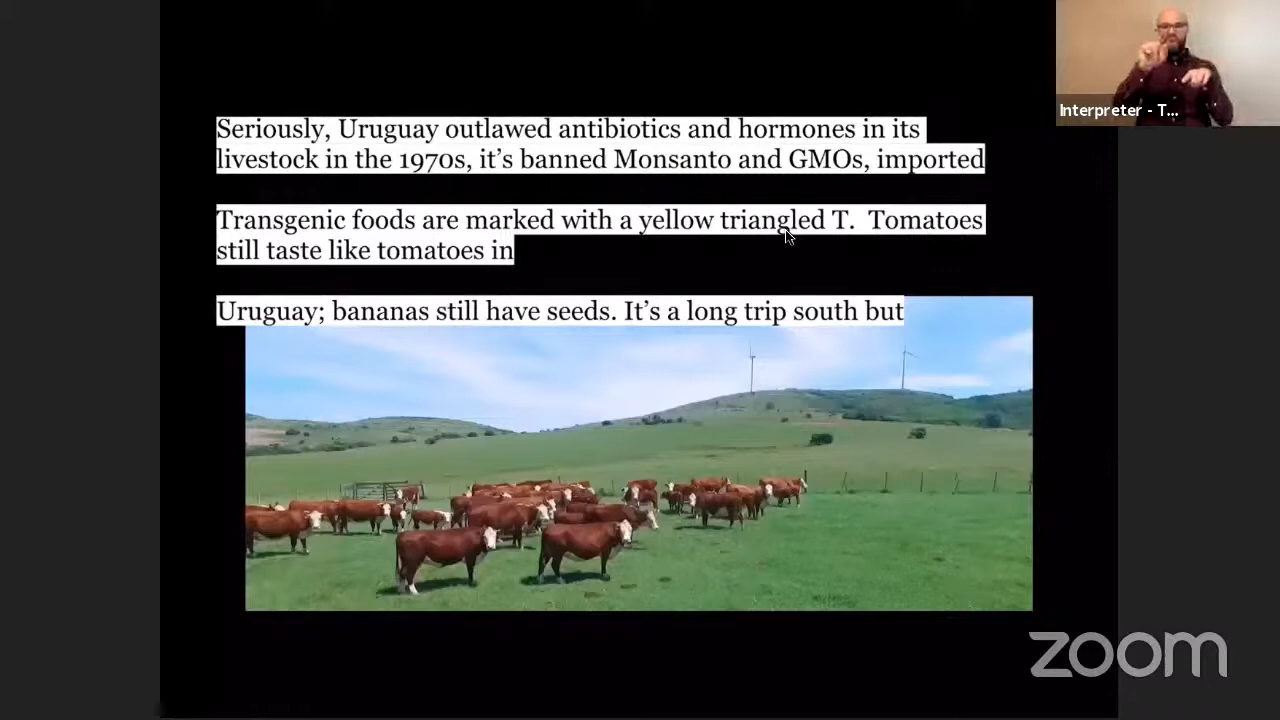 Interpreter - T...
Seriously, Uruguay outlawed antibiotics and hormones in its
livestock in the 1970s, it’s banned Monsanto and GMOs, imported
Transgenic foods are marked with a yellow triangled T.  Tomatoes
still taste like tomatoes in
Uruguay; bananas still have seeds. It’s a long trip south but
zoom